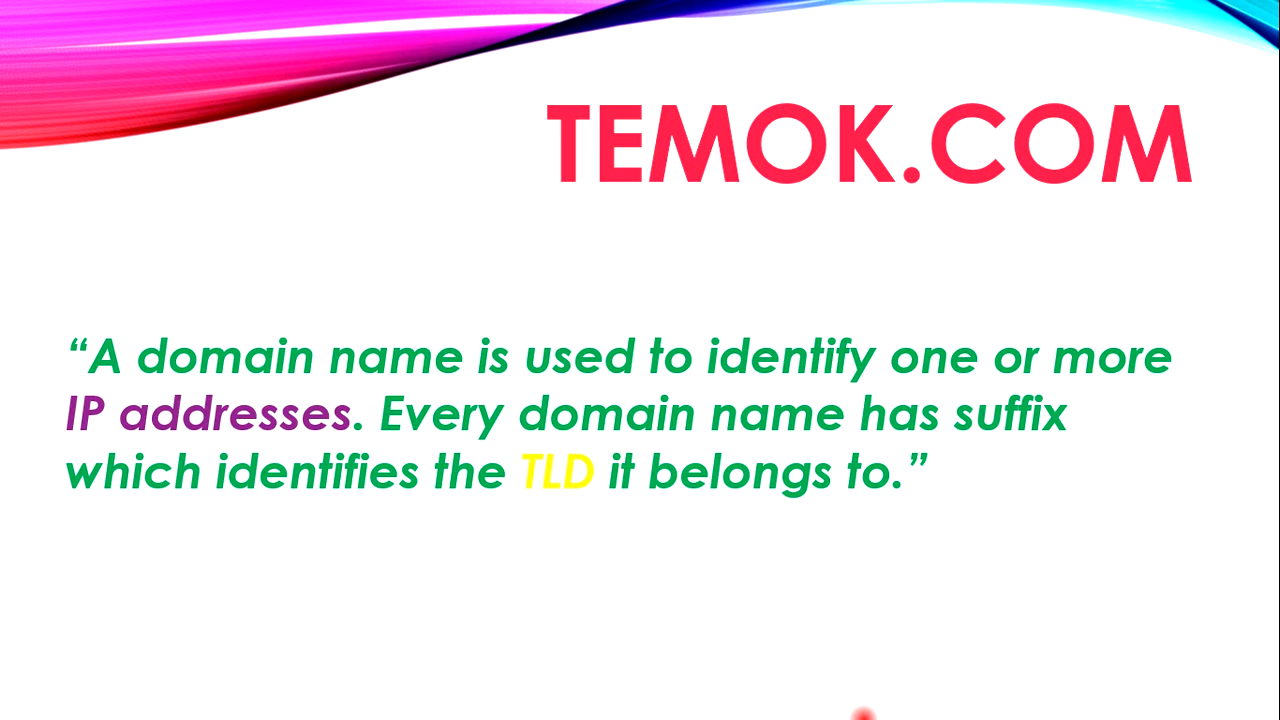 TEMOK.COM
“A domain name is used to identify one or more
IP addresses. Every domain name has suffix
which identifies the TLD it belongs to.”